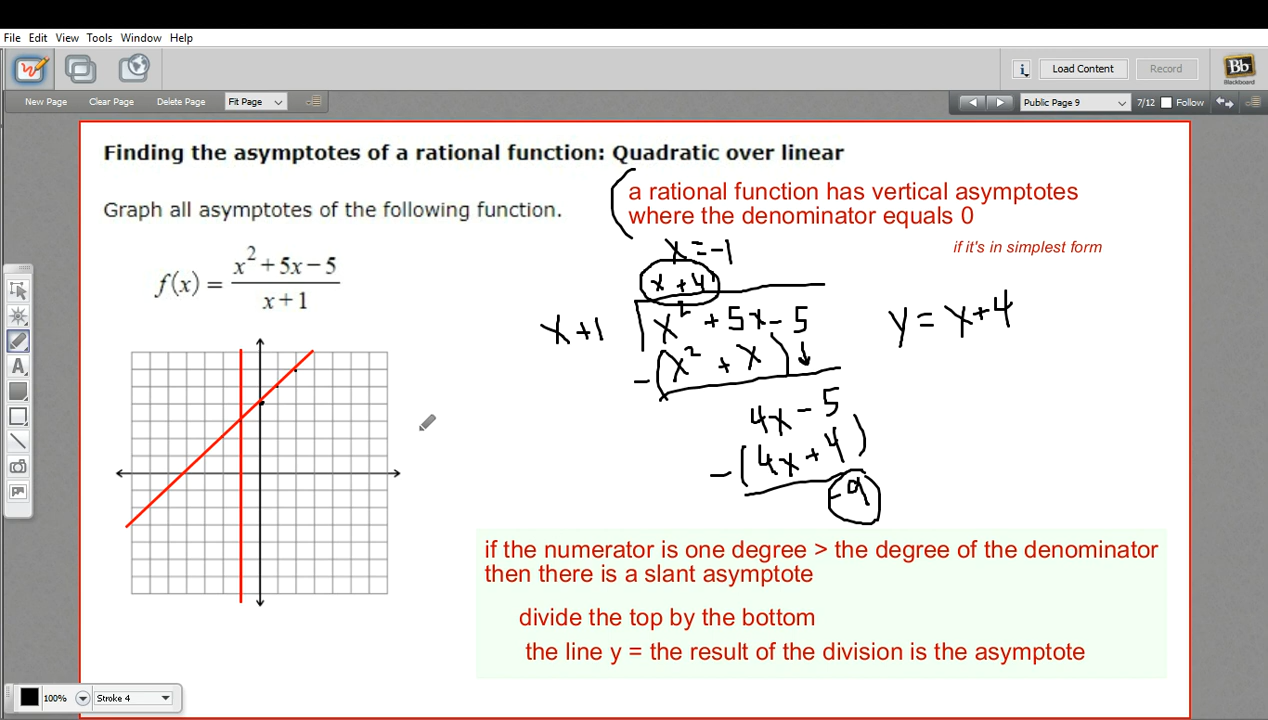 File Edit View Tools Window Help
i Load Content Record Bb Blackboard
New Page Clear Page Delete Page Fit Page Public Page 9 7/12 Follow
Finding the asymptotes of a rational function: Quadratic over linear
a rational function has vertical asymptotes
where the denominator equals 0
Graph all asymptotes of the following function.
if it's in simplest form
x = -1
f(x) = (x² + 5x − 5) / (x + 1)
x + 4
x + 1 x² + 5x - 5
y = x + 4
- (x² + x)
4x - 5
- (4x + 4)
-9
A
if the numerator is one degree > the degree of the denominator
then there is a slant asymptote
divide the top by the bottom
the line y = the result of the division is the asymptote
100% Stroke 4